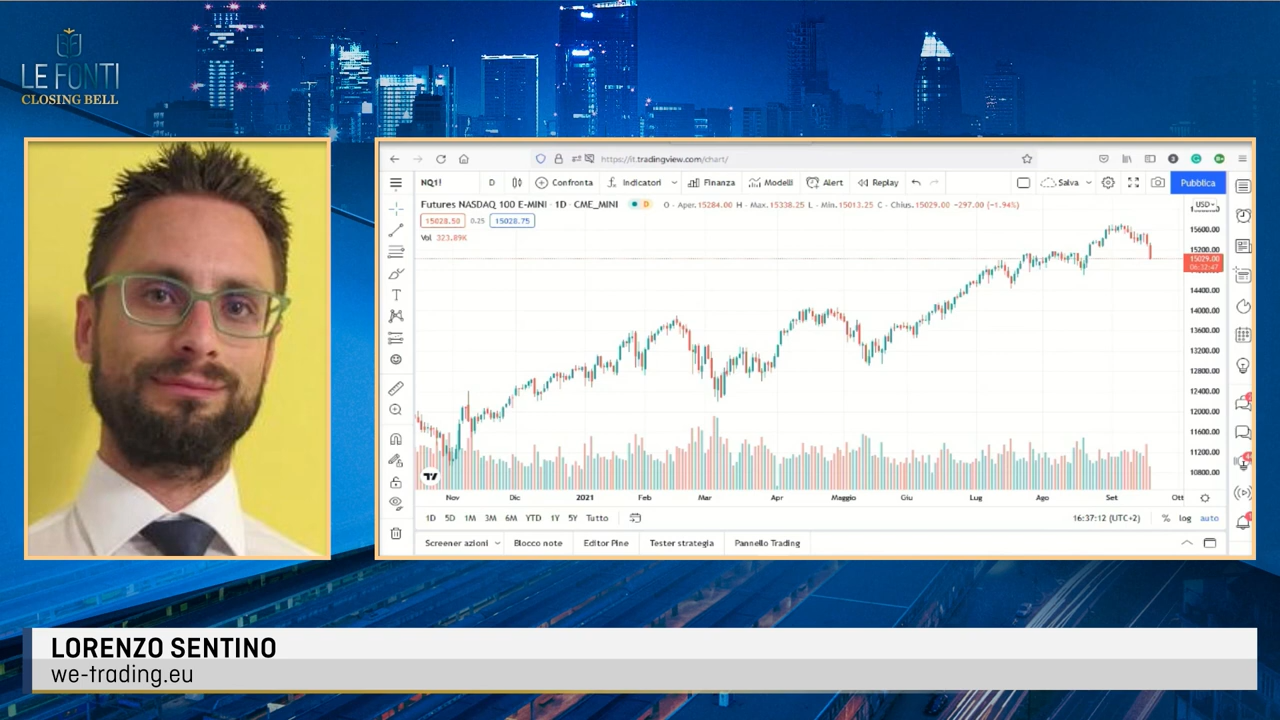 LE FONTI
CLOSING BELL
https://it.tradingview.com/chart/
NQ1! D Confronta Indicatori Finanza Modelli Alert Replay Salva Pubblica
Futures NASDAQ 100 E-MINI · 1D · CME_MINI D O - Aper.15284.00 H - Max.15338.25 L - Min.15013.25 C - Chius.15029.00 −297.00 (−1.94%)
USD
15028.50 0.25 15028.75
Vol 323.89K
15600.00
15200.00
15029.00
06:32:47
14400.00
14000.00
13600.00
13200.00
12800.00
12400.00
12000.00
11600.00
11200.00
10800.00
Nov Dic 2021 Feb Mar Apr Maggio Giu Lug Ago Set Ott
1D 5D 1M 3M 6M YTD 1Y 5Y Tutto 16:37:12 (UTC+2) % log auto
Screener azioni Blocco note Editor Pine Tester strategia Pannello Trading
LORENZO SENTINO
we-trading.eu